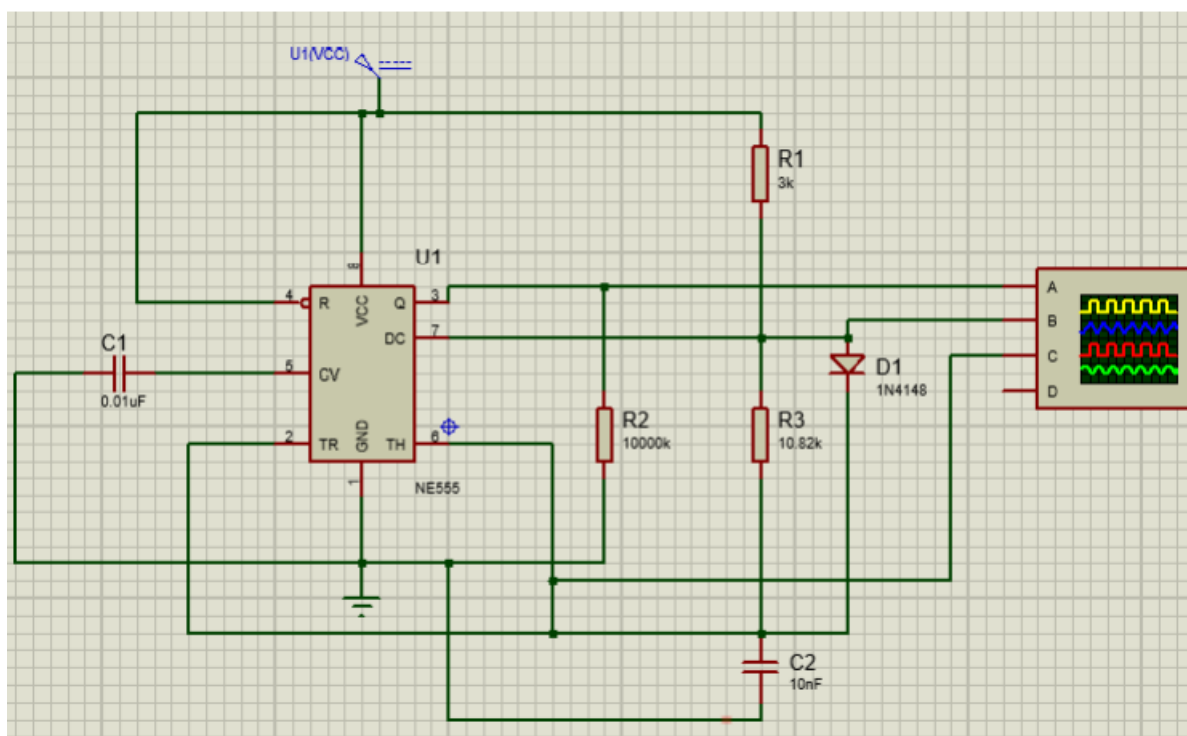 U1(VCC)
R1
3k
U1
8
4
R
VCC
Q
3
A
DC
7
B
C1
0.01uF
5
CV
C
D1
1N4148
D
R2
10000k
R3
10.82k
2
TR
GND
TH
6
1
NE555
C2
10nF